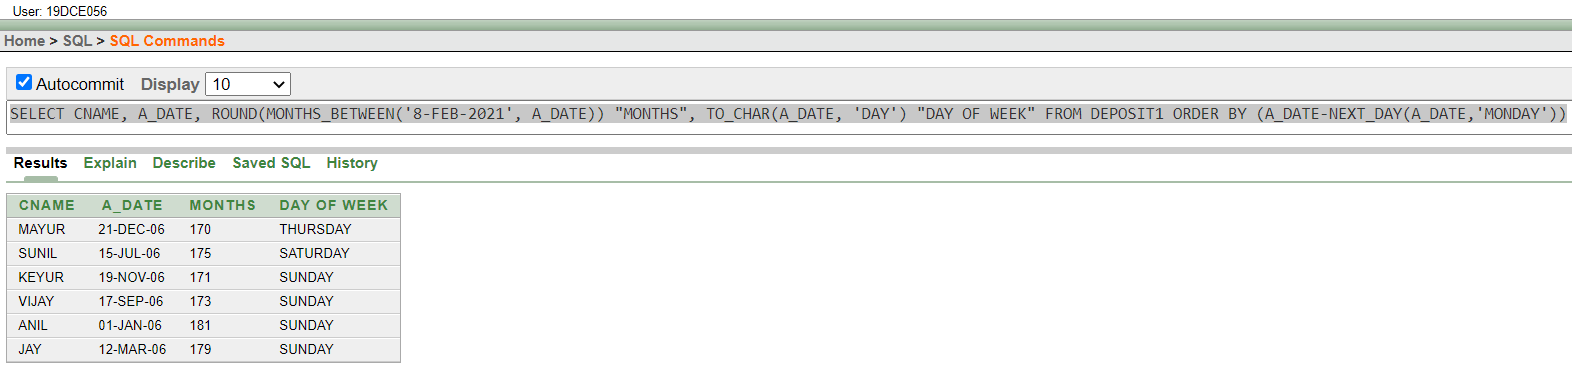 User: 19DCE056
Home > SQL > SQL Commands
Autocommit Display 10
SELECT CNAME, A_DATE, ROUND(MONTHS_BETWEEN('8-FEB-2021', A_DATE)) "MONTHS", TO_CHAR(A_DATE, 'DAY') "DAY OF WEEK" FROM DEPOSIT1 ORDER BY (A_DATE-NEXT_DAY(A_DATE,'MONDAY'))
Results Explain Describe Saved SQL History
CNAME A_DATE MONTHS DAY OF WEEK
MAYUR 21-DEC-06 170 THURSDAY
SUNIL 15-JUL-06 175 SATURDAY
KEYUR 19-NOV-06 171 SUNDAY
VIJAY 17-SEP-06 173 SUNDAY
ANIL 01-JAN-06 181 SUNDAY
JAY 12-MAR-06 179 SUNDAY